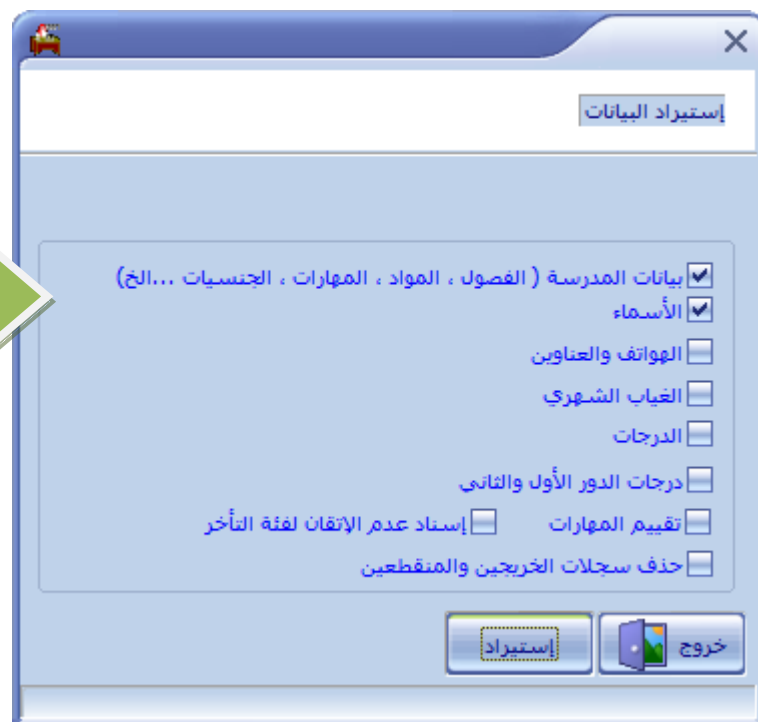 إستيراد البيانات
بيانات المدرسة ( الفصول ، المواد ، المهارات ، الجنسيات ...الخ)
الأسماء
الهواتف والعناوين
الغياب الشهري
الدرجات
درجات الدور الأول والثاني
تقييم المهارات إسناد عدم الإتقان لفئة التأخر
حذف سجلات الخريجين والمنقطعين
خروج إستيراد